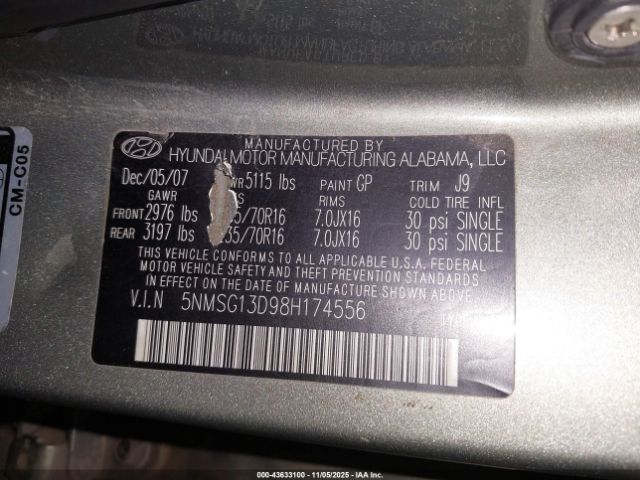 CM-C05
MANUFACTURED BY
HYUNDAI MOTOR MANUFACTURING ALABAMA, LLC
Dec/05/07 WR 5115 lbs PAINT GP TRIM J9
GAWR RIMS COLD TIRE INFL
FRONT 2976 lbs 5/70R16 7.0JX16 30 psi SINGLE
REAR 3197 lbs 35/70R16 7.0JX16 30 psi SINGLE
THIS VEHICLE CONFORMS TO ALL APPLICABLE U.S.A. FEDERAL
MOTOR VEHICLE SAFETY AND THEFT PREVENTION STANDARDS
IN EFFECT ON THE DATE OF MANUFACTURE SHOWN ABOVE.
V.I.N 5NMSG13D98H174556
000-43633100 - 11/05/2025 - IAA Inc.